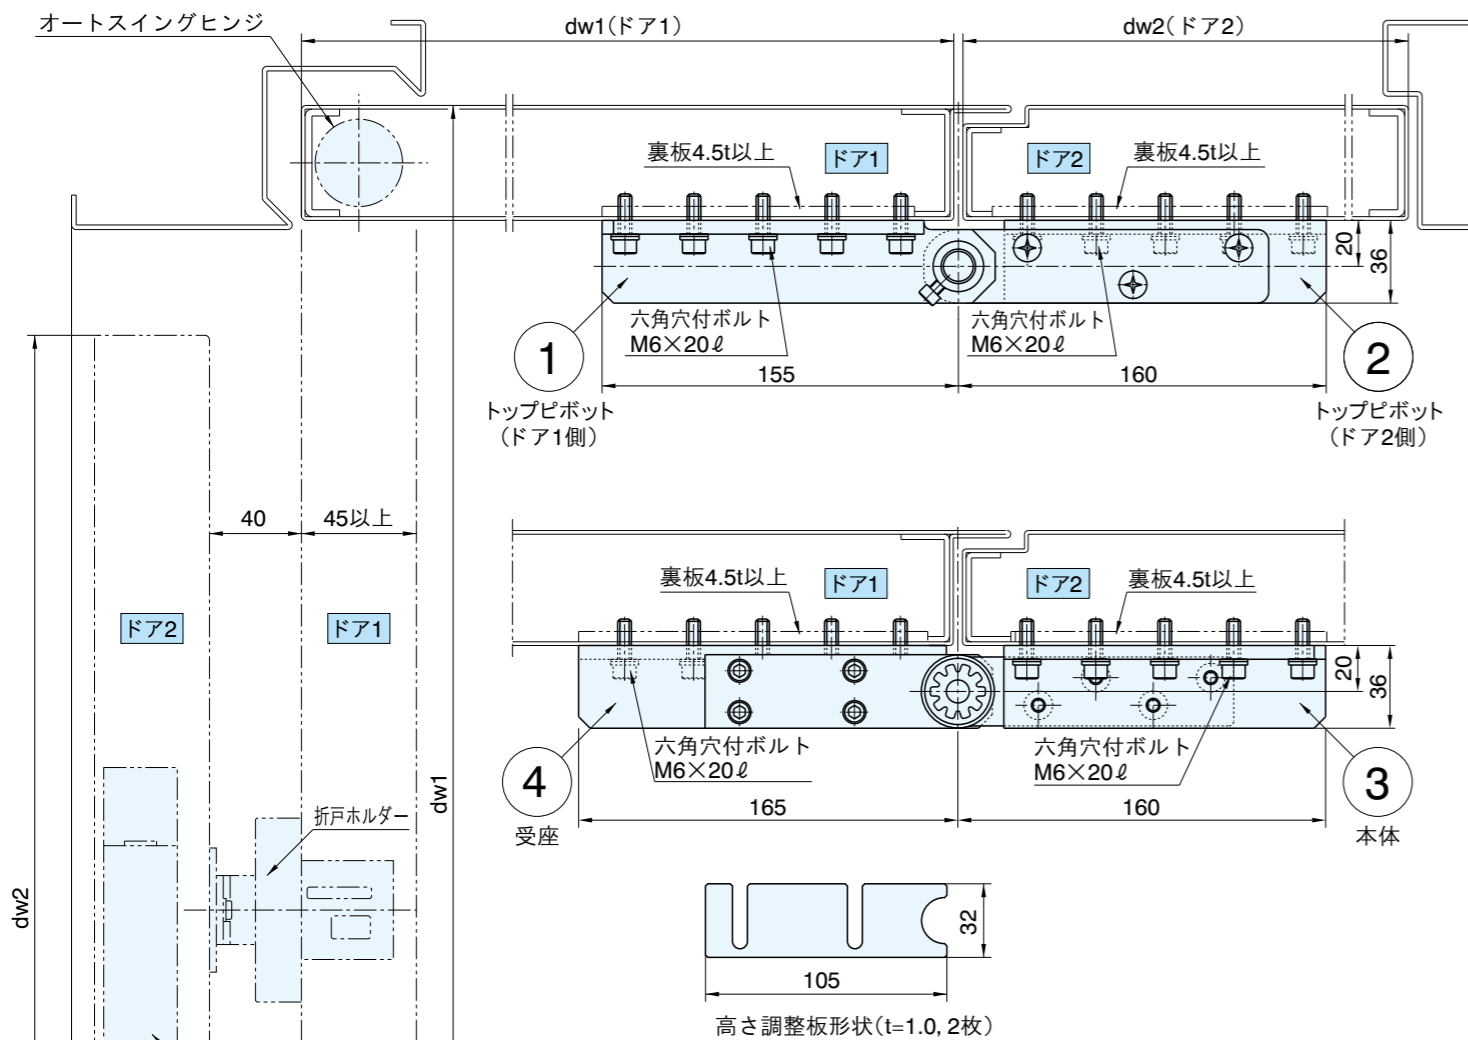 オートスイングヒンジ
dw1(ドア1)
dw2(ドア2)
裏板4.5t以上
ドア1
ドア2
裏板4.5t以上
20
36
六角穴付ボルト
M6×20ℓ
六角穴付ボルト
M6×20ℓ
1
155
160
2
トップピボット
(ドア1側)
トップピボット
(ドア2側)
40
45以上
裏板4.5t以上
ドア1
ドア2
裏板4.5t以上
ドア2
ドア1
20
36
六角穴付ボルト
M6×20ℓ
六角穴付ボルト
M6×20ℓ
4
165
160
3
受座
本体
dw1
折戸ホルダー
dw2
32
105
高さ調整板形状(t=1.0, 2枚)